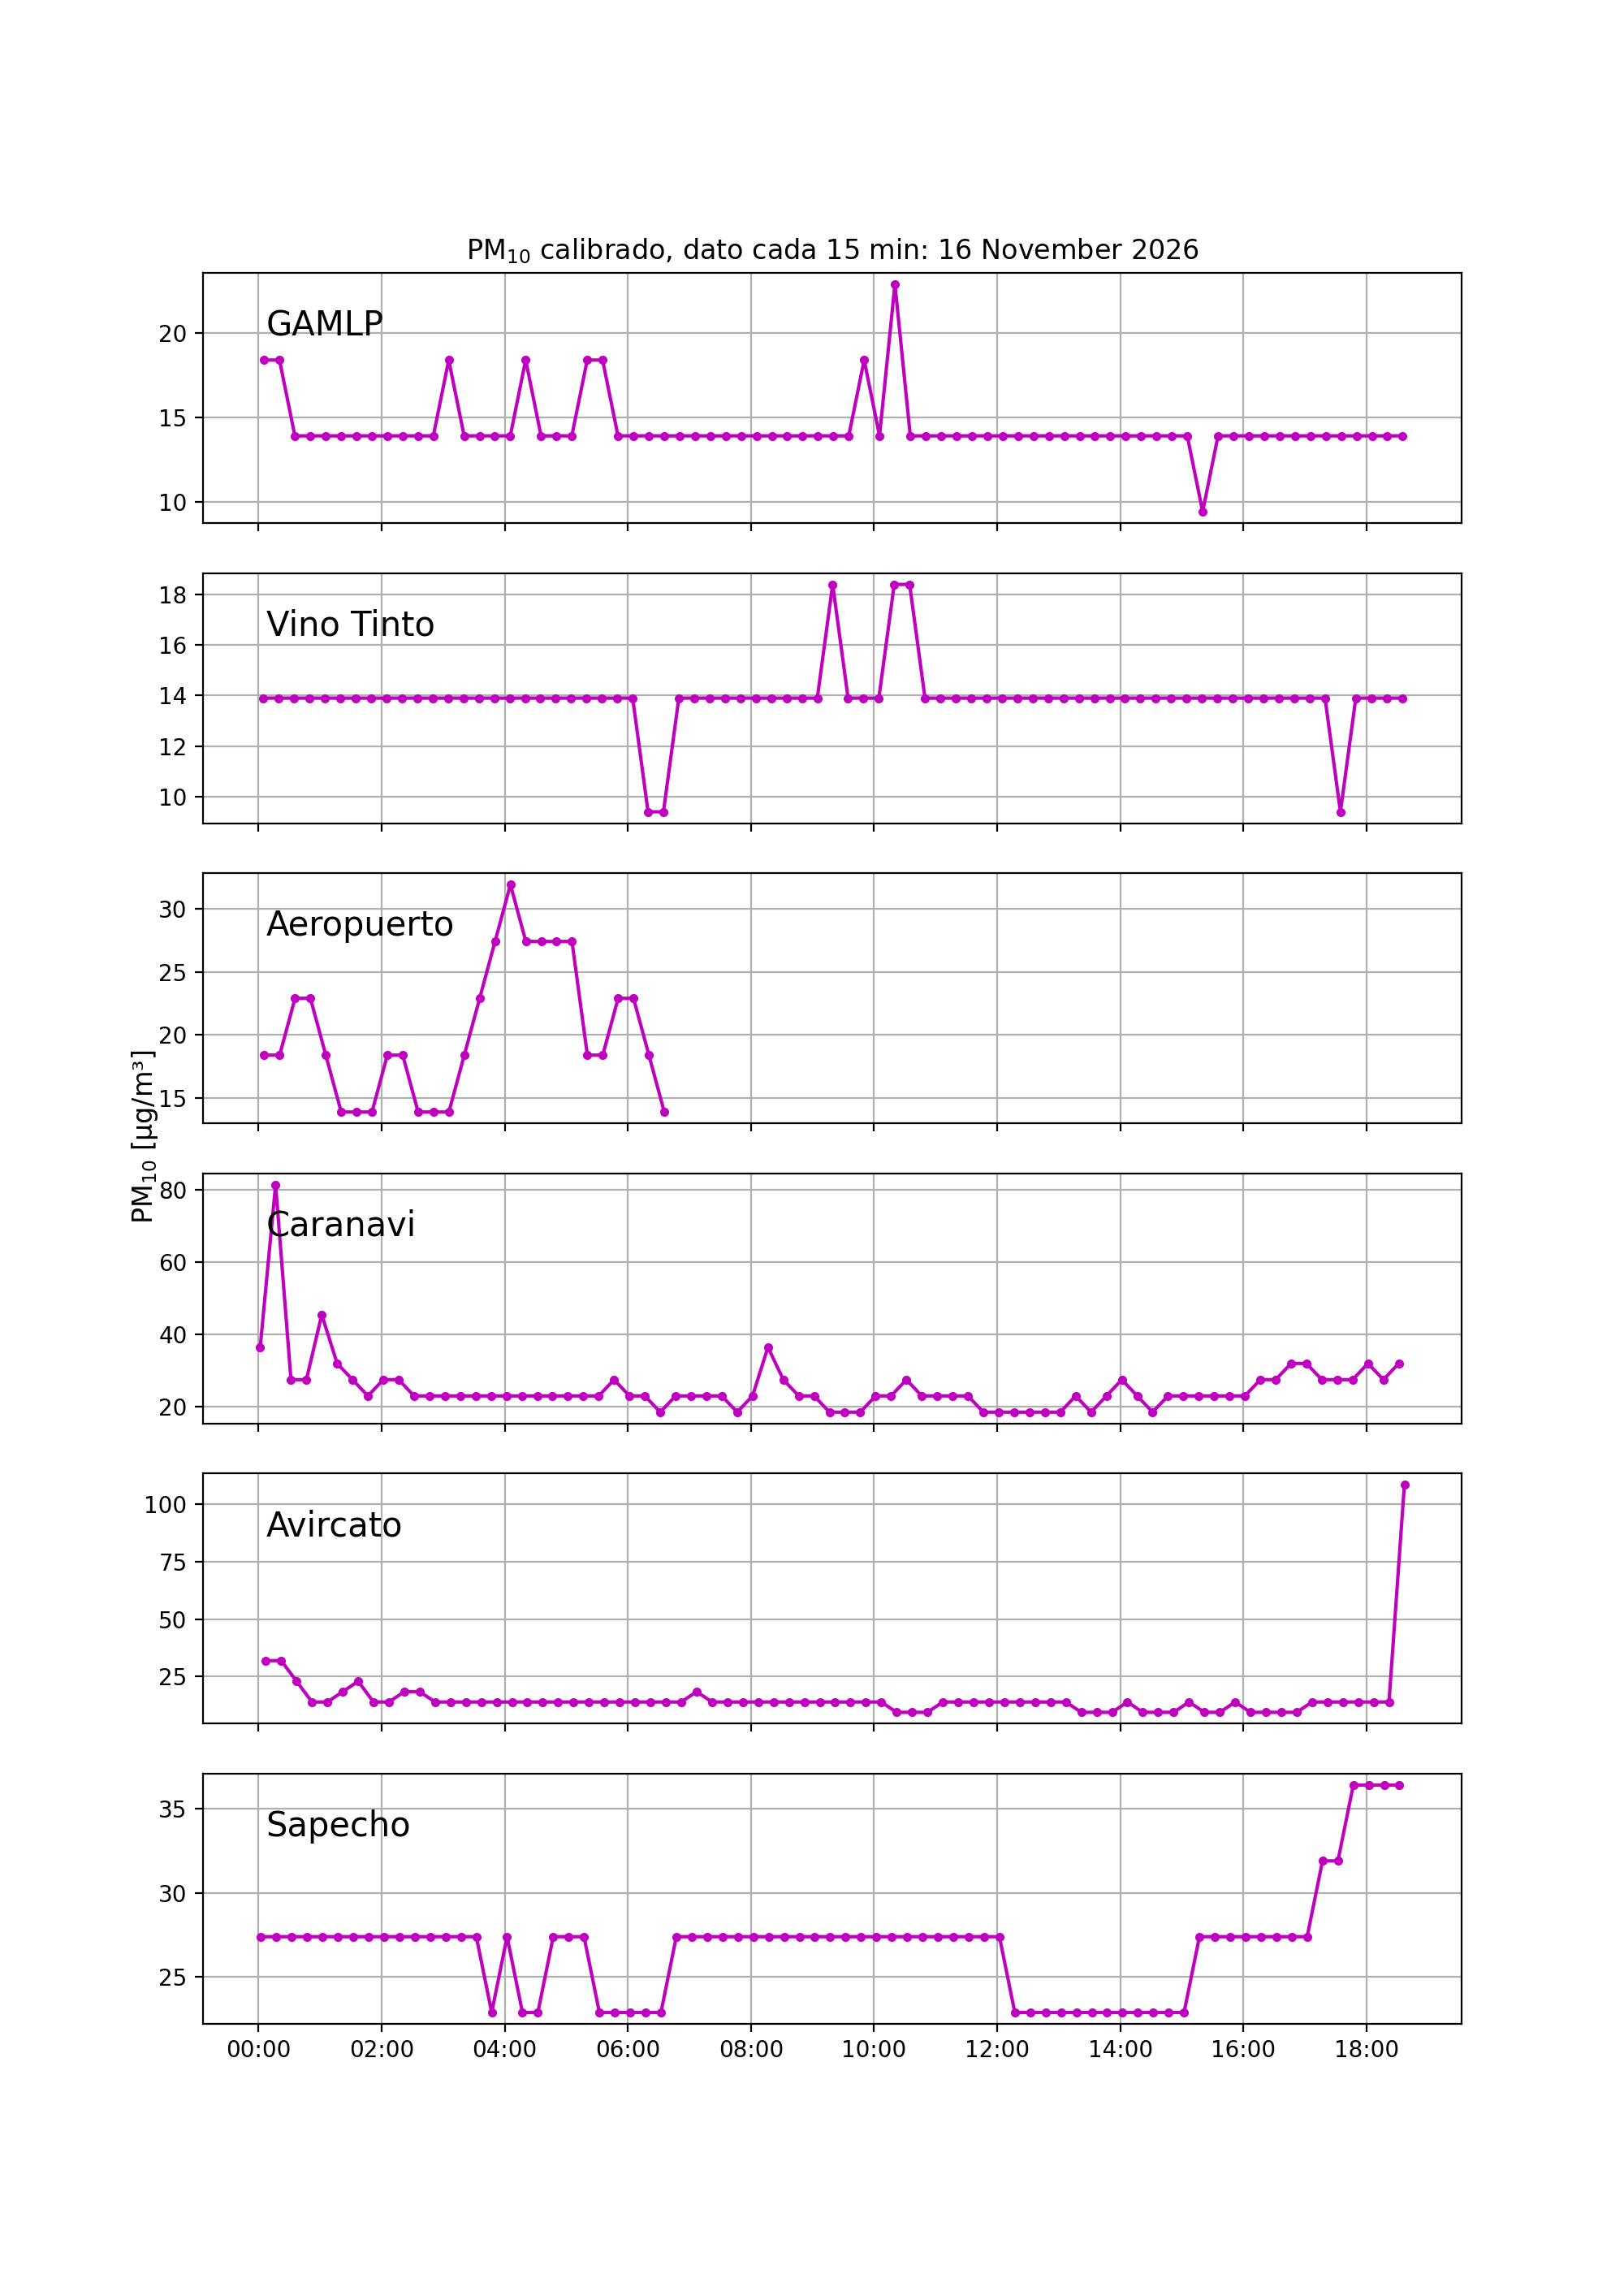 PM₁₀ calibrado, dato cada 15 min: 16 November 2026
GAMLP
20
15
10
Vino Tinto
18
16
14
12
10
Aeropuerto
30
25
20
15
PM₁₀ [µg/m³]
Caranavi
80
60
40
20
Avircato
100
75
50
25
Sapecho
35
30
25
00:00 02:00 04:00 06:00 08:00 10:00 12:00 14:00 16:00 18:00